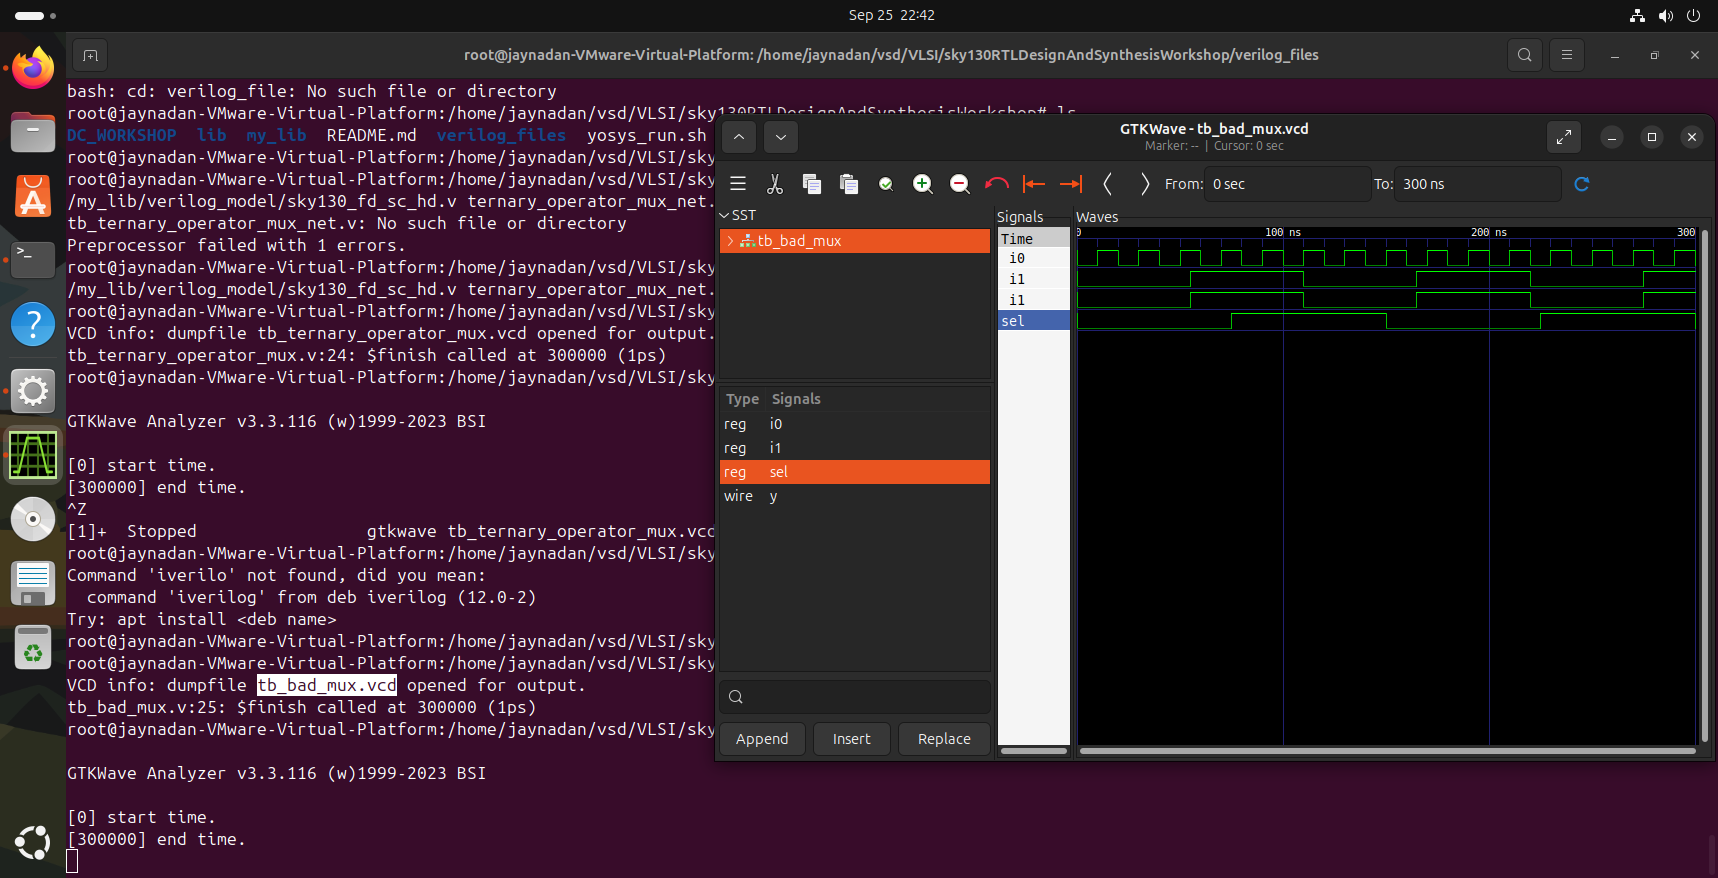 Sep 25 22:42
root@jaynadan-VMware-Virtual-Platform: /home/jaynadan/vsd/VLSI/sky130RTLDesignAndSynthesisWorkshop/verilog_files
bash: cd: verilog_file: No such file or directory
root@jaynadan-VMware-Virtual-Platform:/home/jaynadan/vsd/VLSI/sky130RTLDesignAndSynthesisWorkshop# ls
DC_WORKSHOP lib my_lib README.md verilog_files yosys_run.sh
root@jaynadan-VMware-Virtual-Platform:/home/jaynadan/vsd/VLSI/sky
root@jaynadan-VMware-Virtual-Platform:/home/jaynadan/vsd/VLSI/sky
/my_lib/verilog_model/sky130_fd_sc_hd.v ternary_operator_mux_net.
tb_ternary_operator_mux_net.v: No such file or directory
Preprocessor failed with 1 errors.
root@jaynadan-VMware-Virtual-Platform:/home/jaynadan/vsd/VLSI/sky
/my_lib/verilog_model/sky130_fd_sc_hd.v ternary_operator_mux_net.
root@jaynadan-VMware-Virtual-Platform:/home/jaynadan/vsd/VLSI/sky
VCD info: dumpfile tb_ternary_operator_mux.vcd opened for output.
tb_ternary_operator_mux.v:24: $finish called at 300000 (1ps)
root@jaynadan-VMware-Virtual-Platform:/home/jaynadan/vsd/VLSI/sky
GTKWave Analyzer v3.3.116 (w)1999-2023 BSI
[0] start time.
[300000] end time.
^Z
[1]+ Stopped gtkwave tb_ternary_operator_mux.vcd
root@jaynadan-VMware-Virtual-Platform:/home/jaynadan/vsd/VLSI/sky
Command 'iverilo' not found, did you mean:
command 'iverilog' from deb iverilog (12.0-2)
Try: apt install <deb name>
root@jaynadan-VMware-Virtual-Platform:/home/jaynadan/vsd/VLSI/sky
root@jaynadan-VMware-Virtual-Platform:/home/jaynadan/vsd/VLSI/sky
VCD info: dumpfile tb_bad_mux.vcd opened for output.
tb_bad_mux.v:25: $finish called at 300000 (1ps)
root@jaynadan-VMware-Virtual-Platform:/home/jaynadan/vsd/VLSI/sky
GTKWave Analyzer v3.3.116 (w)1999-2023 BSI
[0] start time.
[300000] end time.
GTKWave - tb_bad_mux.vcd
Marker: -- | Cursor: 0 sec
From: 0 sec To: 300 ns
SST
tb_bad_mux
Type Signals
reg i0
reg i1
reg sel
wire y
Append Insert Replace
Signals
Time
i0
i1
i1
sel
Waves
0 100 ns 200 ns 300